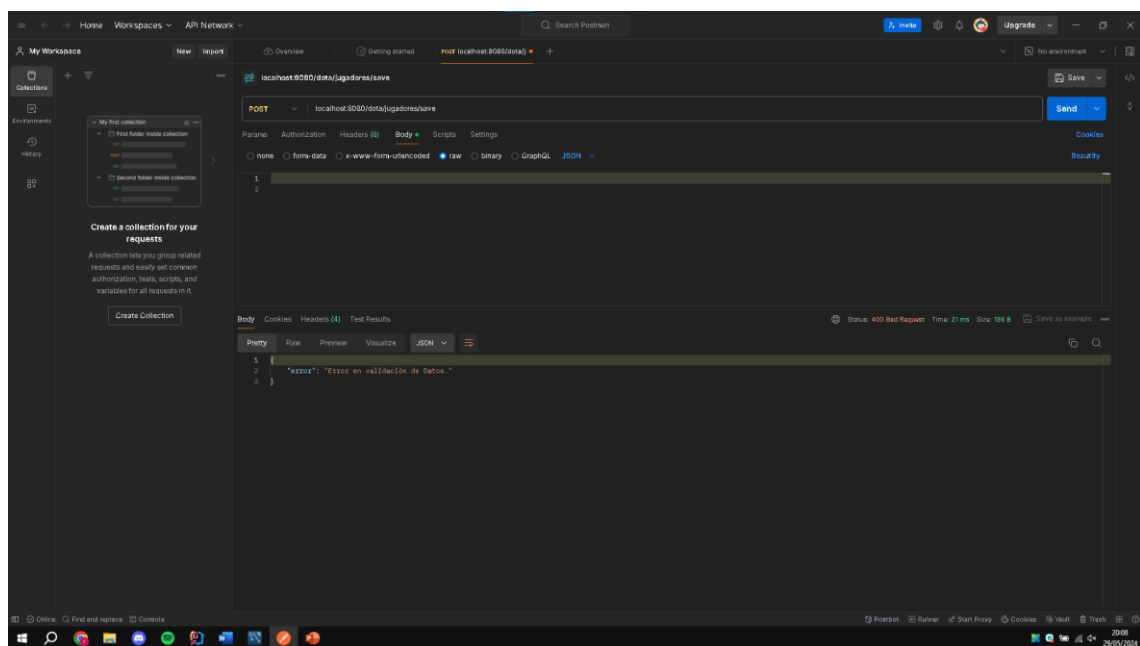 Home Workspaces API Network Search Postman Invite Upgrade
My Workspace New Import Overview Getting started POST localhost:8080/dota/j No environment
Collections
localhost:8080/dota/jugadores/save Save
Environments
POST localhost:8080/dota/jugadores/save Send
My first collection
First folder inside collection
Params Authorization Headers (8) Body Scripts Settings Cookies
History
none form-data x-www-form-urlencoded raw binary GraphQL JSON Beautify
Second folder inside collection
1
2
Create a collection for your
requests
A collection lets you group related
requests and easily set common
authorization, tests, scripts, and
variables for all requests in it.
Create Collection
Body Cookies Headers (4) Test Results Status: 400 Bad Request Time: 21 ms Size: 186 B Save as example
Pretty Raw Preview Visualize JSON
1 {
2 "error": "Error en validación de Datos."
3 }
Online Find and replace Console Postbot Runner Start Proxy Cookies Vault Trash
20:08
29/05/2024